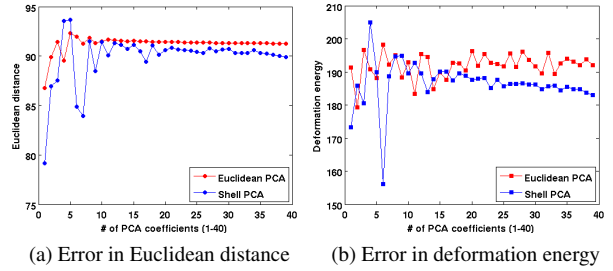 95
90
85
80
75
Euclidean distance
0 5 10 15 20 25 30 35 40
# of PCA coefficients (1-40)
Euclidean PCA
Shell PCA
(a) Error in Euclidean distance
210
200
190
180
170
160
150
Deformation energy
0 5 10 15 20 25 30 35 40
# of PCA coefficients (1-40)
Euclidean PCA
Shell PCA
(b) Error in deformation energy